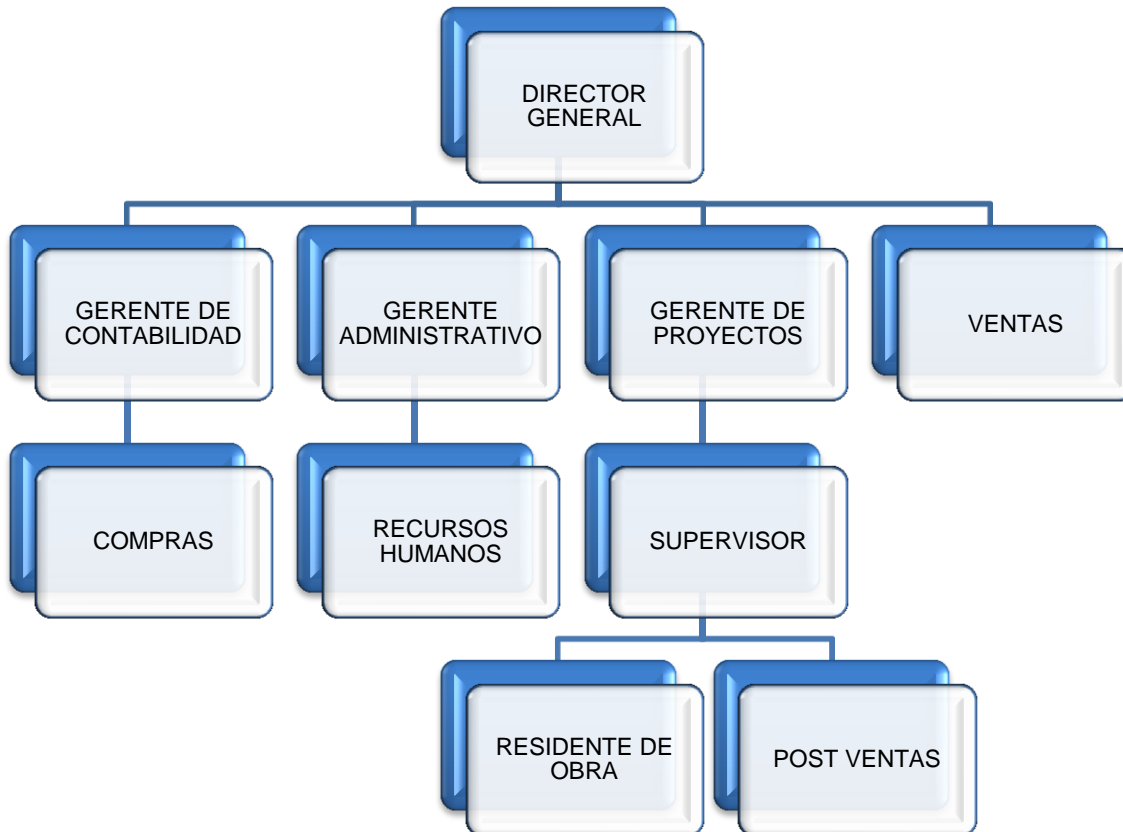 DIRECTOR
GENERAL
GERENTE DE
CONTABILIDAD
GERENTE
ADMINISTRATIVO
GERENTE DE
PROYECTOS
VENTAS
COMPRAS
RECURSOS
HUMANOS
SUPERVISOR
RESIDENTE DE
OBRA
POST VENTAS